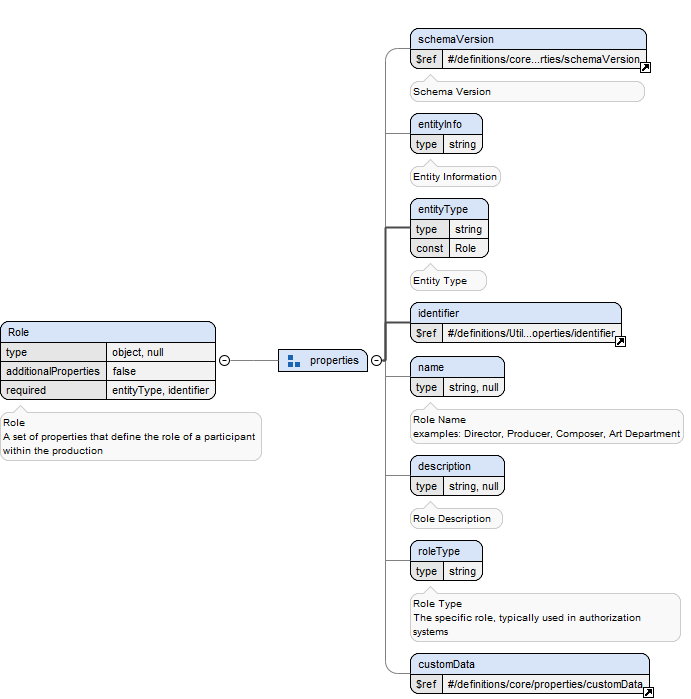 Role
type object, null
additionalProperties false
required entityType, identifier
Role
A set of properties that define the role of a participant
within the production
properties
schemaVersion
$ref #/definitions/core...rties/schemaVersion
Schema Version
entityInfo
type string
Entity Information
entityType
type string
const Role
Entity Type
identifier
$ref #/definitions/Util...operties/identifier
name
type string, null
Role Name
examples: Director, Producer, Composer, Art Department
description
type string, null
Role Description
roleType
type string
Role Type
The specific role, typically used in authorization
systems
customData
$ref #/definitions/core/properties/customData